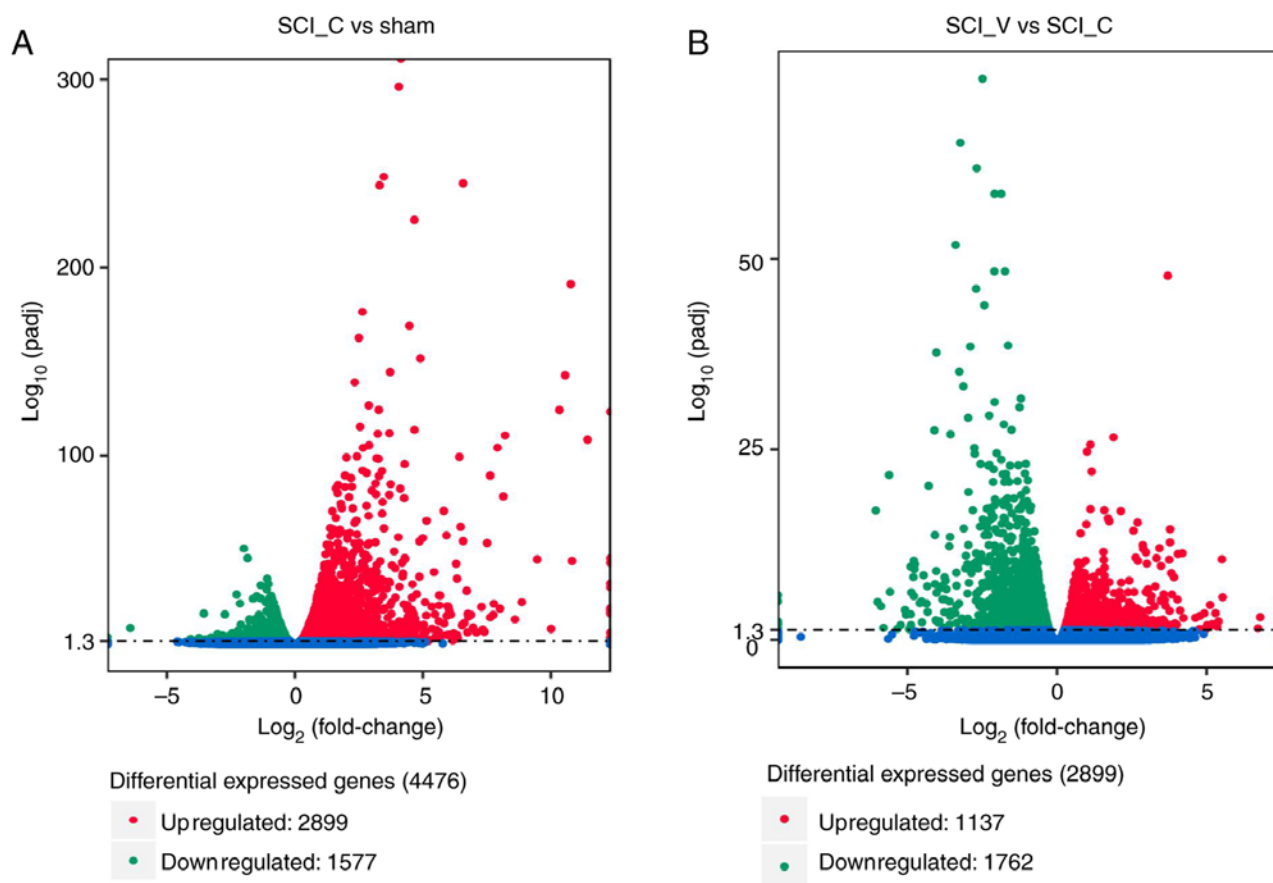 A
SCI_C vs sham
300
200
100
1.3
Log10 (padj)
−5
0
5
10
Log2 (fold-change)
Differential expressed genes (4476)
Upregulated: 2899
Downregulated: 1577
B
SCI_V vs SCI_C
50
25
1.3
0
Log10 (padj)
−5
0
5
Log2 (fold-change)
Differential expressed genes (2899)
Upregulated: 1137
Downregulated: 1762